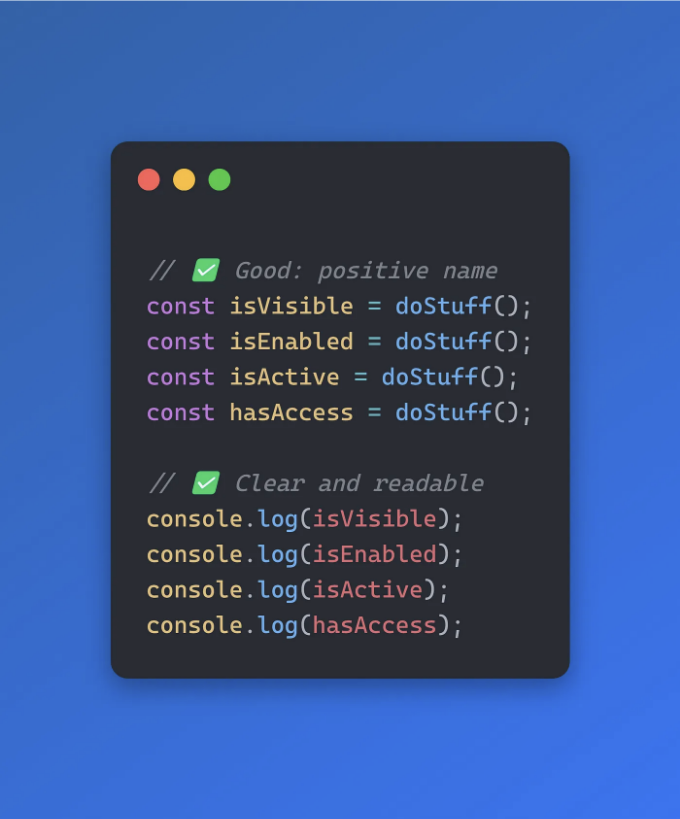 // ✅ Good: positive name
const isVisible = doStuff();
const isEnabled = doStuff();
const isActive = doStuff();
const hasAccess = doStuff();
// ✅ Clear and readable
console.log(isVisible);
console.log(isEnabled);
console.log(isActive);
console.log(hasAccess);